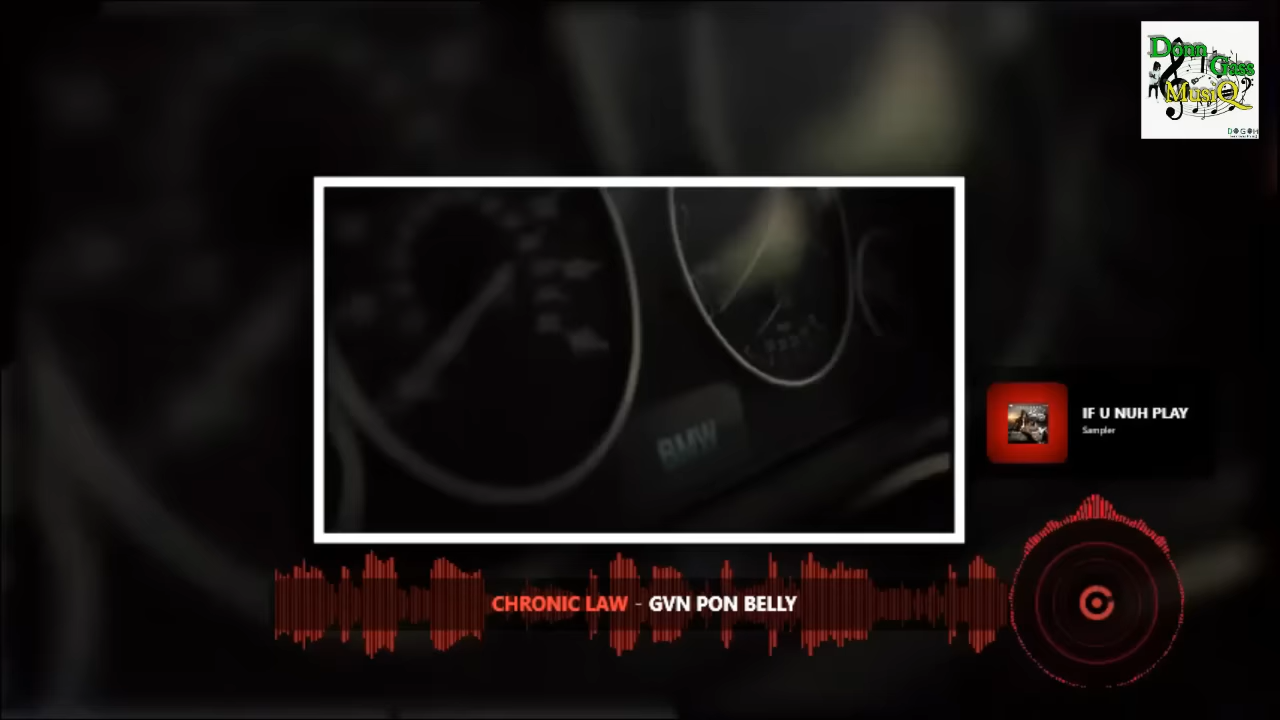 Donn
Gass
MusiQ
BMW
IF U NUH PLAY
Sampler
CHRONIC LAW - GVN PON BELLY